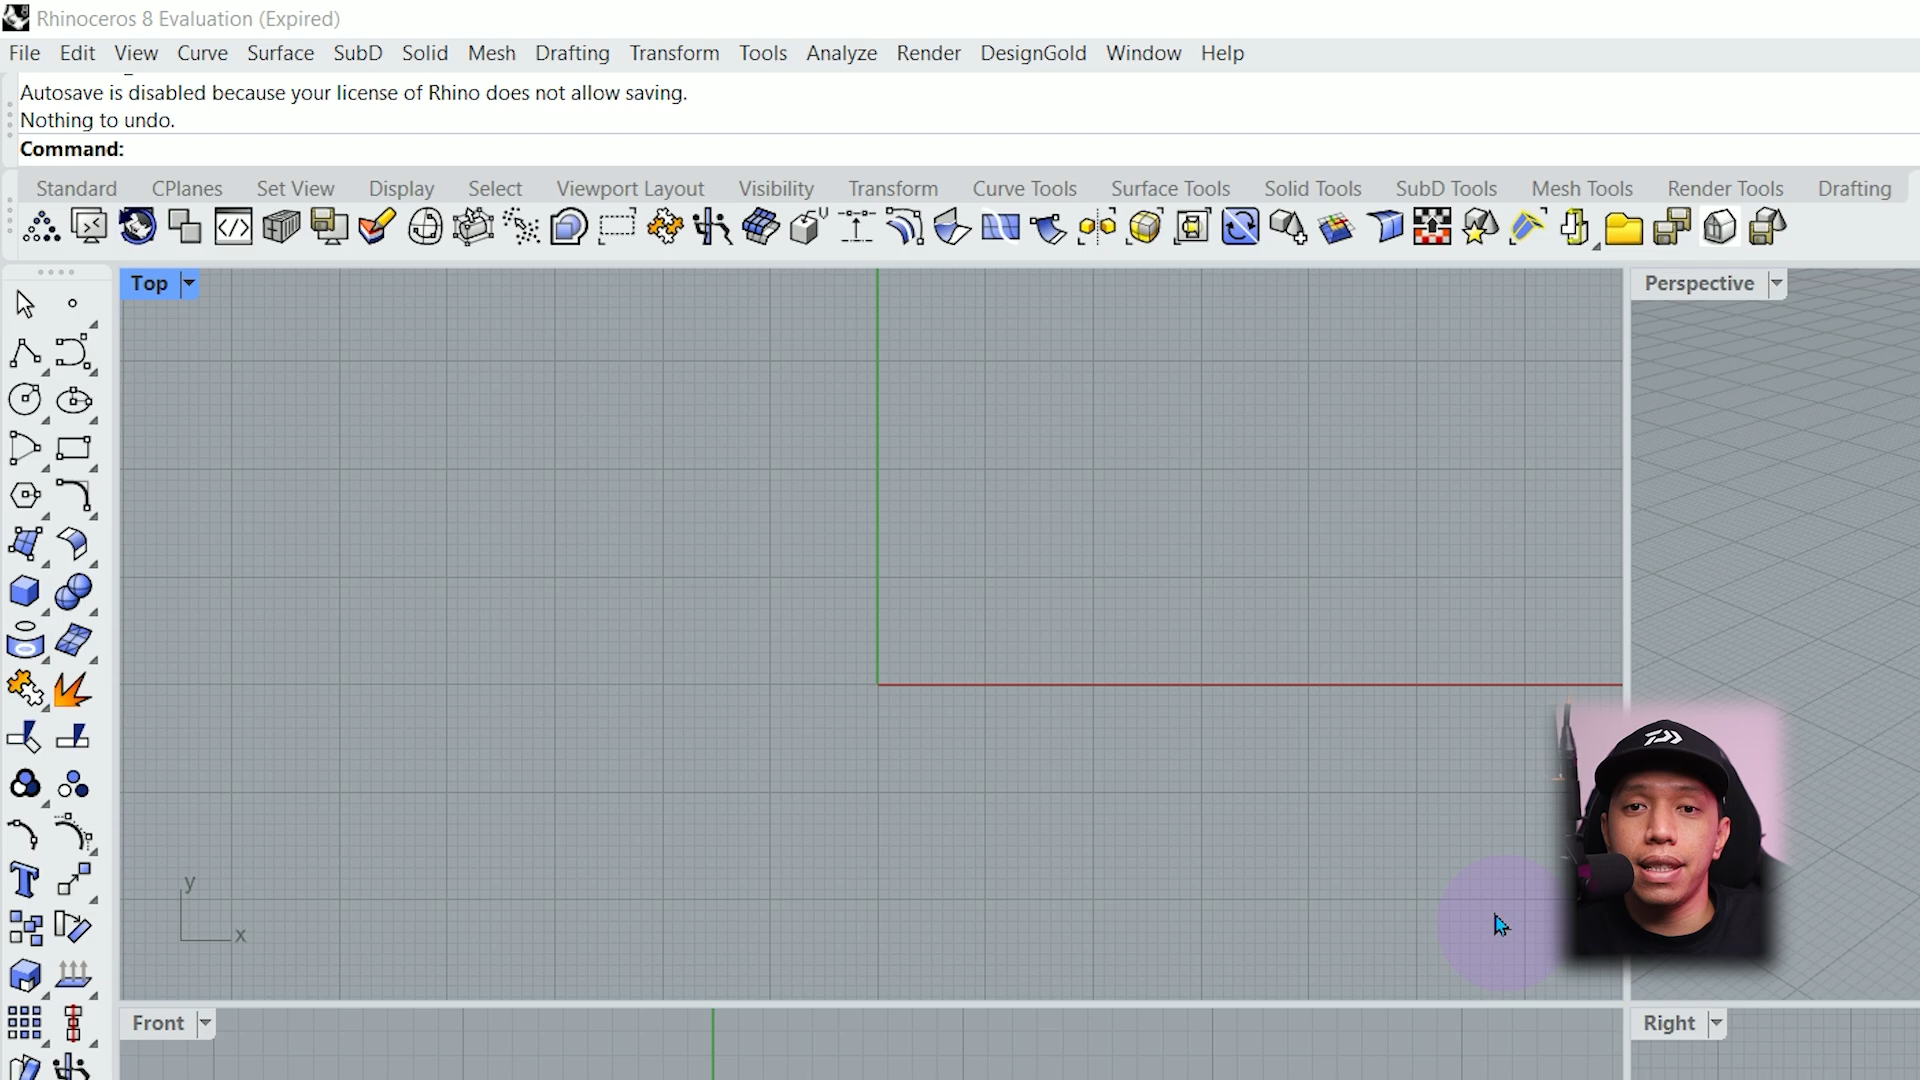 Rhinoceros 8 Evaluation (Expired)
File Edit View Curve Surface SubD Solid Mesh Drafting Transform Tools Analyze Render DesignGold Window Help
Autosave is disabled because your license of Rhino does not allow saving.
Nothing to undo.
Command:
Standard CPlanes Set View Display Select Viewport Layout Visibility Transform Curve Tools Surface Tools Solid Tools SubD Tools Mesh Tools Render Tools Drafting
Top
Perspective
y
x
Front
Right